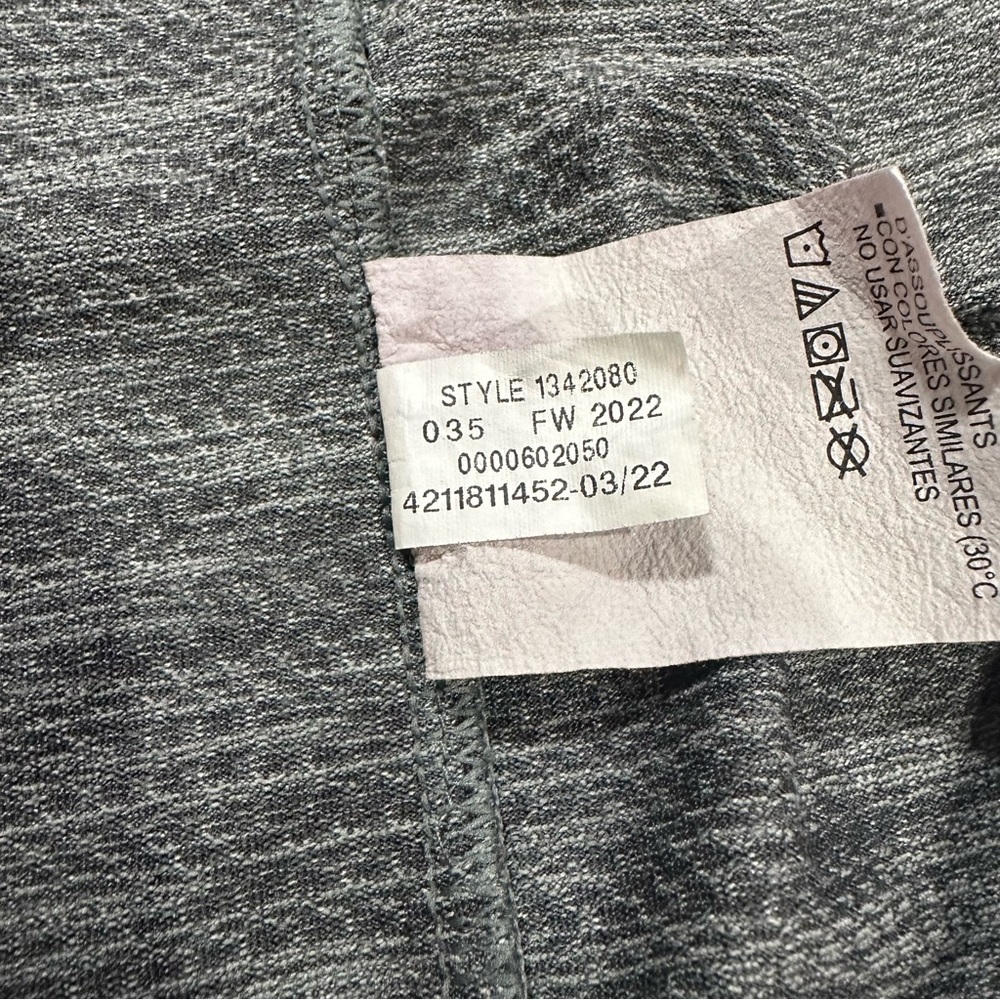 STYLE 1342080
035 FW 2022
0000602050
4211811452-03/22
D'ASSOUPLISSANTS
CON COLORES SIMILARES (30°C
NO USAR SUAVIZANTES